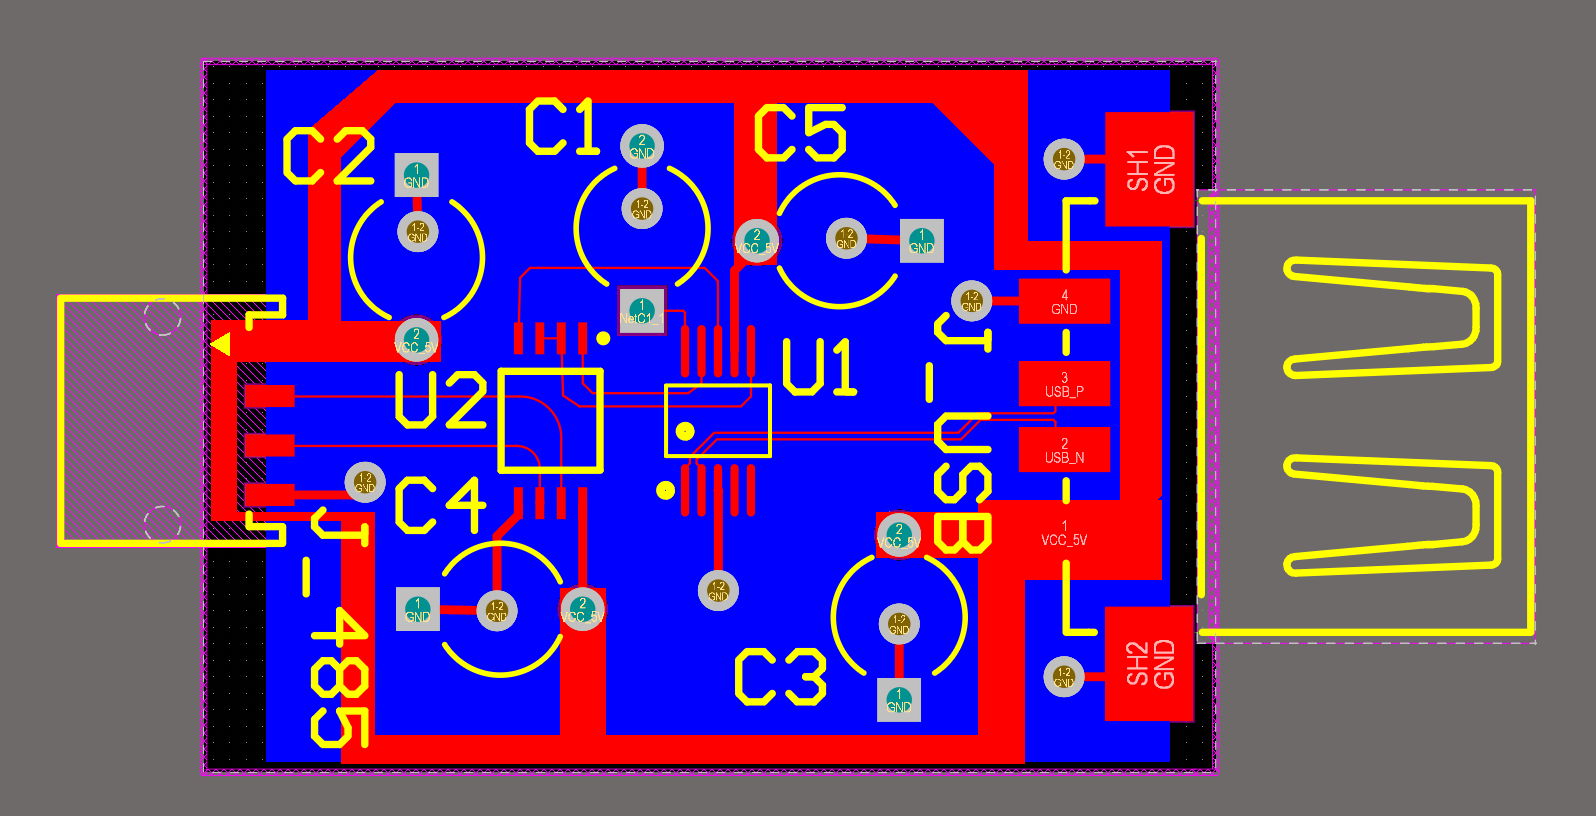 C1
C5
C2
2
GND
1
GND
1-2
GND
SH1
GND
1-2
GND
1-2
GND
2
VCC_5V
1 2
GND
1
GND
1
NetC1_1
1-2
GND
4
GND
2
VCC_5V
U1
U2
3
USB_P
2
USB_N
J_USB
C4
1-2
GND
2
VCC_5V
1
VCC_5V
1-2
GND
1
GND
1-2
GND
2
VCC_5V
1-2
GND
J_485
C3
1
GND
1-2
GND
SH2
GND